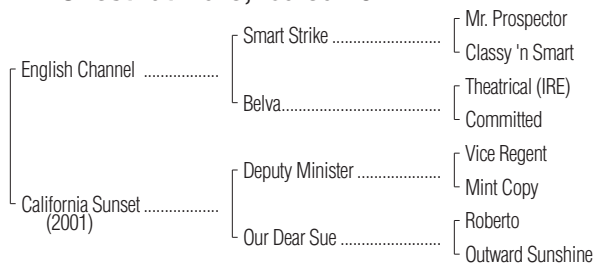 Mr. Prospector
Smart Strike ......................
Classy 'n Smart
English Channel ................
Theatrical (IRE)
Belva.................................
Committed
Vice Regent
Deputy Minister .................
Mint Copy
California Sunset ................
(2001)
Roberto
Our Dear Sue ....................
Outward Sunshine